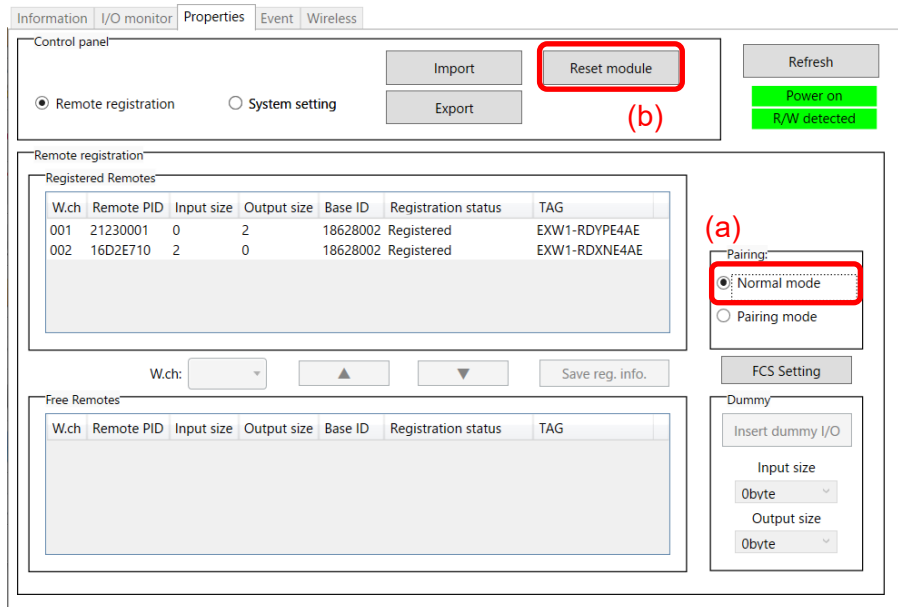 Information I/O monitor Properties Event Wireless
Control panel
Import Reset module Refresh
Remote registration System setting Export
(b)
Power on
R/W detected
Remote registration
Registered Remotes
W.ch Remote PID Input size Output size Base ID Registration status TAG
001 21230001 0 2 18628002 Registered EXW1-RDYPE4AE
002 16D2E710 2 0 18628002 Registered EXW1-RDXNE4AE
(a)
Pairing:
Normal mode
Pairing mode
W.ch: ▲ ▼ Save reg. info. FCS Setting
Free Remotes
W.ch Remote PID Input size Output size Base ID Registration status TAG
Dummy
Insert dummy I/O
Input size
0byte
Output size
0byte